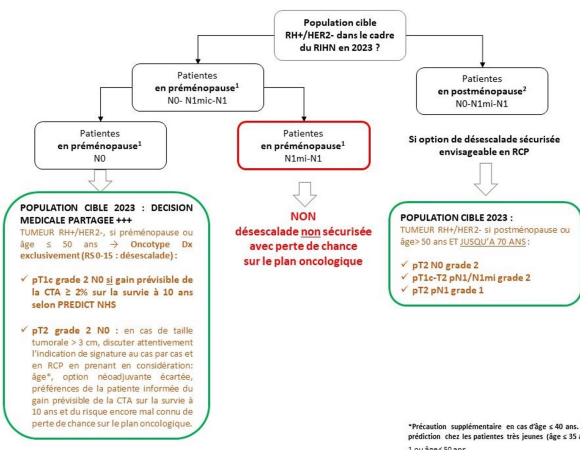 Population cible
RH+/HER2- dans le cadre
du RIHN en 2023 ?
Patientes
en préménopause¹
N0- N1mic-N1
Patientes
en postménopause²
N0-N1mi-N1
Patientes
en préménopause¹
N0
Patientes
en préménopause¹
N1mi-N1
Si option de désescalade sécurisée
envisageable en RCP
POPULATION CIBLE 2023 : DECISION
MEDICALE PARTAGEE +++
TUMEUR RH+/HER2-, si préménopause ou
âge ≤ 50 ans → Oncotype Dx
exclusivement (RS0-15 : désescalade) :
✓ pT1c grade 2 N0 si gain prévisible
de la CTA ≥ 2% sur la survie à 10 ans
selon PREDICT NHS
✓ pT2 grade 2 N0 : en cas de taille
tumorale > 3 cm, discuter attentivement
l'indication de signature au cas par cas et
en RCP en prenant en considération:
âge*, option néoadjuvante écartée,
préférences de la patiente informée du
gain prévisible de la CTA sur la survie à
10 ans et du risque encore mal connu de
perte de chance sur le plan oncologique.
NON
désescalade non sécurisée
avec perte de chance
sur le plan oncologique
POPULATION CIBLE 2023 :
TUMEUR RH+/HER2- si postménopause ou
âge> 50 ans ET JUSQU'A 70 ANS :
✓ pT2 N0 grade 2
✓ pT1c-T2 pN1/N1mi grade 2
✓ pT2 pN1 grade 1
*Précaution supplémentaire en cas d'âge ≤ 40 ans.
prédiction chez les patientes très jeunes (âge ≤ 35 a
1 ou âge≤ 50 ans